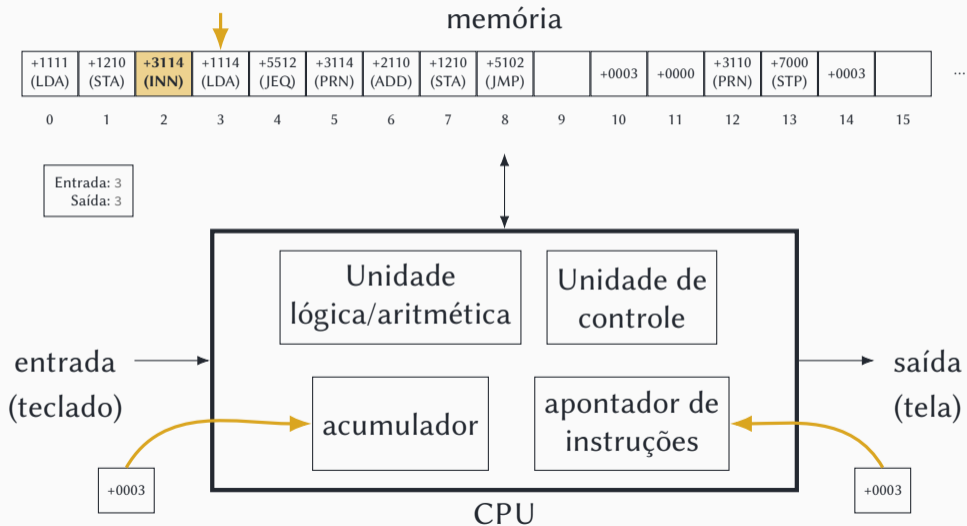 memória
+1111 +1210 +3114 +1114 +5512 +3114 +2110 +1210 +5102 +0003 +0000 +3110 +7000 +0003 ...
(LDA) (STA) (INN) (LDA) (JEQ) (PRN) (ADD) (STA) (JMP) (PRN) (STP)
0 1 2 3 4 5 6 7 8 9 10 11 12 13 14 15
Entrada: 3
Saída: 3
Unidade
lógica/aritmética
Unidade de
controle
entrada
(teclado)
saída
(tela)
acumulador
apontador de
instruções
+0003
+0003
CPU